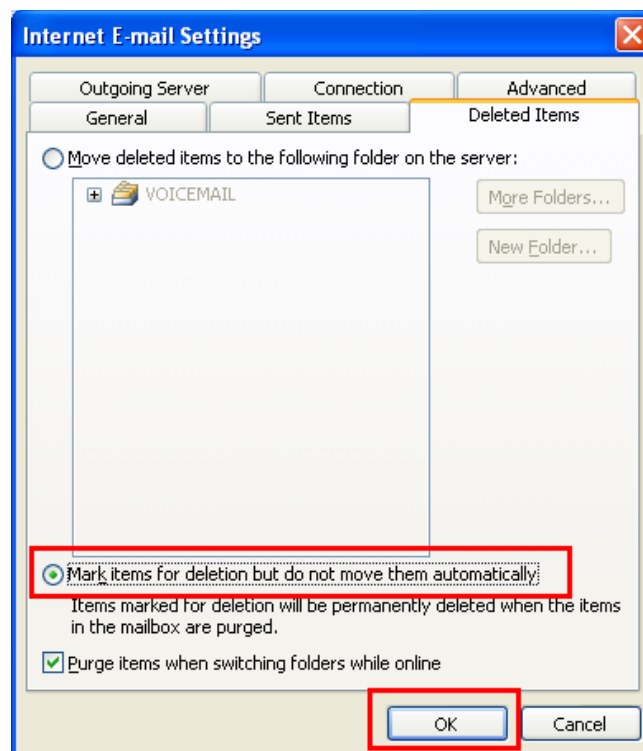 Internet E-mail Settings
Outgoing Server
Connection
Advanced
General
Sent Items
Deleted Items
Move deleted items to the following folder on the server:
VOICEMAIL
More Folders...
New Folder...
Mark items for deletion but do not move them automatically
Items marked for deletion will be permanently deleted when the items
in the mailbox are purged.
Purge items when switching folders while online
OK
Cancel